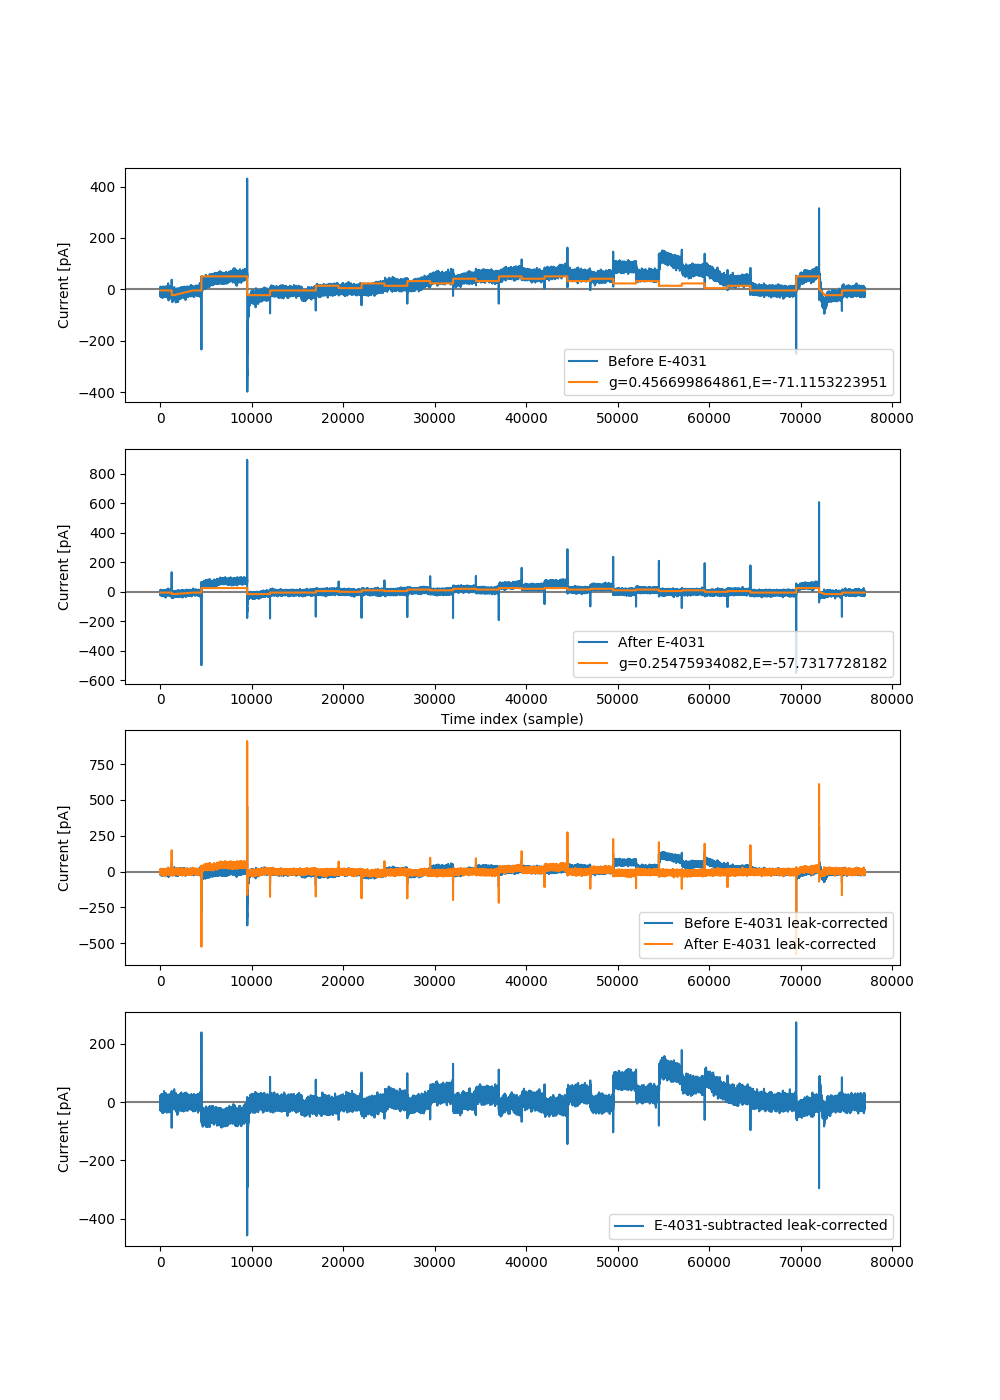 400
200
0
−200
−400
Current [pA]
Before E-4031
g=0.456699864861,E=-71.1153223951
0 10000 20000 30000 40000 50000 60000 70000 80000
800
600
400
200
0
−200
−400
−600
Current [pA]
After E-4031
g=0.25475934082,E=-57.7317728182
0 10000 20000 30000 40000 50000 60000 70000 80000
Time index (sample)
750
500
250
0
−250
−500
Current [pA]
Before E-4031 leak-corrected
After E-4031 leak-corrected
0 10000 20000 30000 40000 50000 60000 70000 80000
200
0
−200
−400
Current [pA]
E-4031-subtracted leak-corrected
0 10000 20000 30000 40000 50000 60000 70000 80000